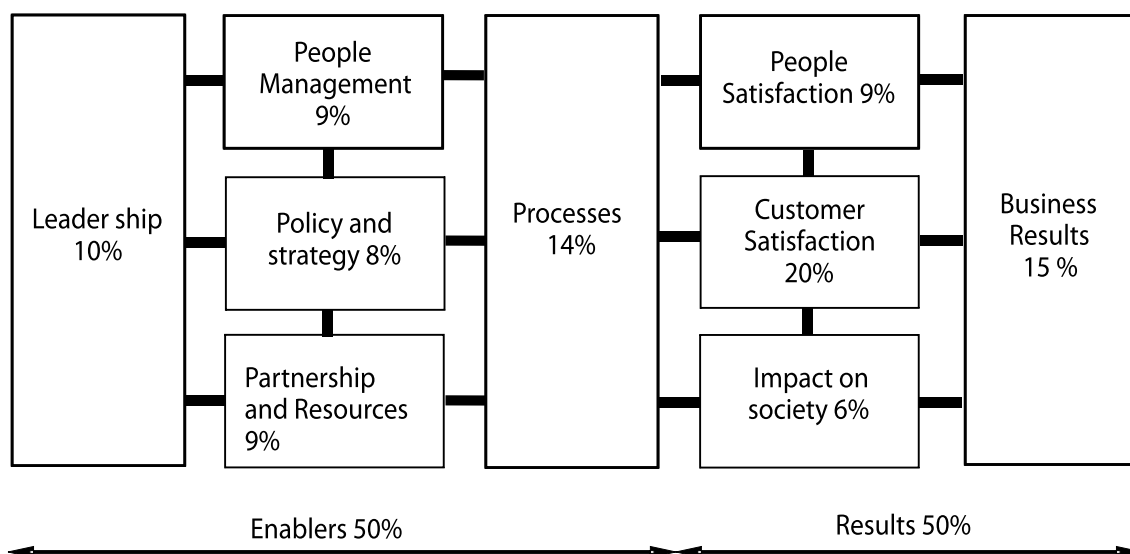 People
Management
9%
People
Satisfaction 9%
Leader ship
10%
Policy and
strategy 8%
Processes
14%
Customer
Satisfaction
20%
Business
Results
15 %
Partnership
and Resources
9%
Impact on
society 6%
Enablers 50%
Results 50%